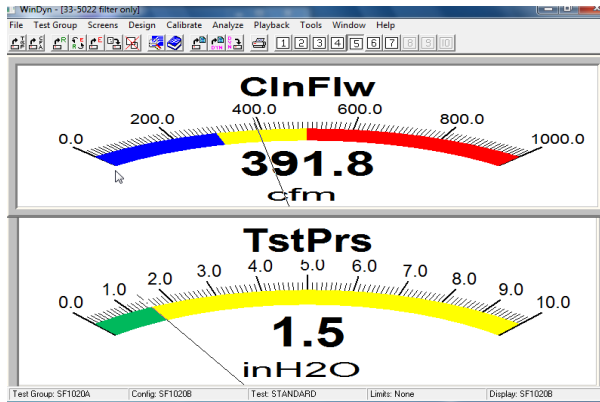 WinDyn - [33-5022 filter only]
File Test Group Screens Design Calibrate Analyze Playback Tools Window Help
1 2 3 4 5 6 7 8 9 10
ClnFlw
0.0 200.0 400.0 600.0 800.0 1000.0
391.8
cfm
TstPrs
0.0 1.0 2.0 3.0 4.0 5.0 6.0 7.0 8.0 9.0 10.0
1.5
inH2O
Test Group: SF1020A Config: SF1020B Test: STANDARD Limits: None Display: SF1020B